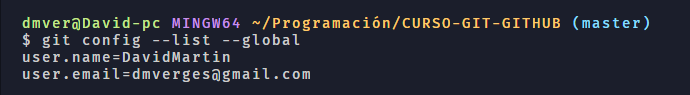 dmver@David-pc MINGW64 ~/Programación/CURSO-GIT-GITHUB (master)
$ git config --list --global
user.name=DavidMartin
user.email=dmverges@gmail.com